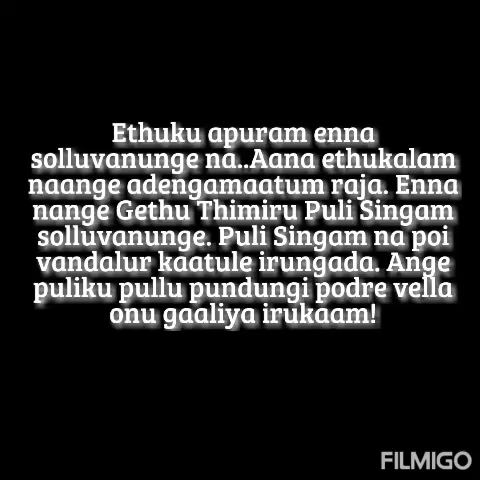 Ethuku apuram enna
solluvanunge na..Aana ethukalam
naange adengamaatum raja. Enna
nange Gethu Thimiru Puli Singam
solluvanunge. Puli Singam na poi
vandalur kaatule irungada. Ange
puliku pullu pundungi podre vella
onu gaaliya irukaam!
FILMIGO